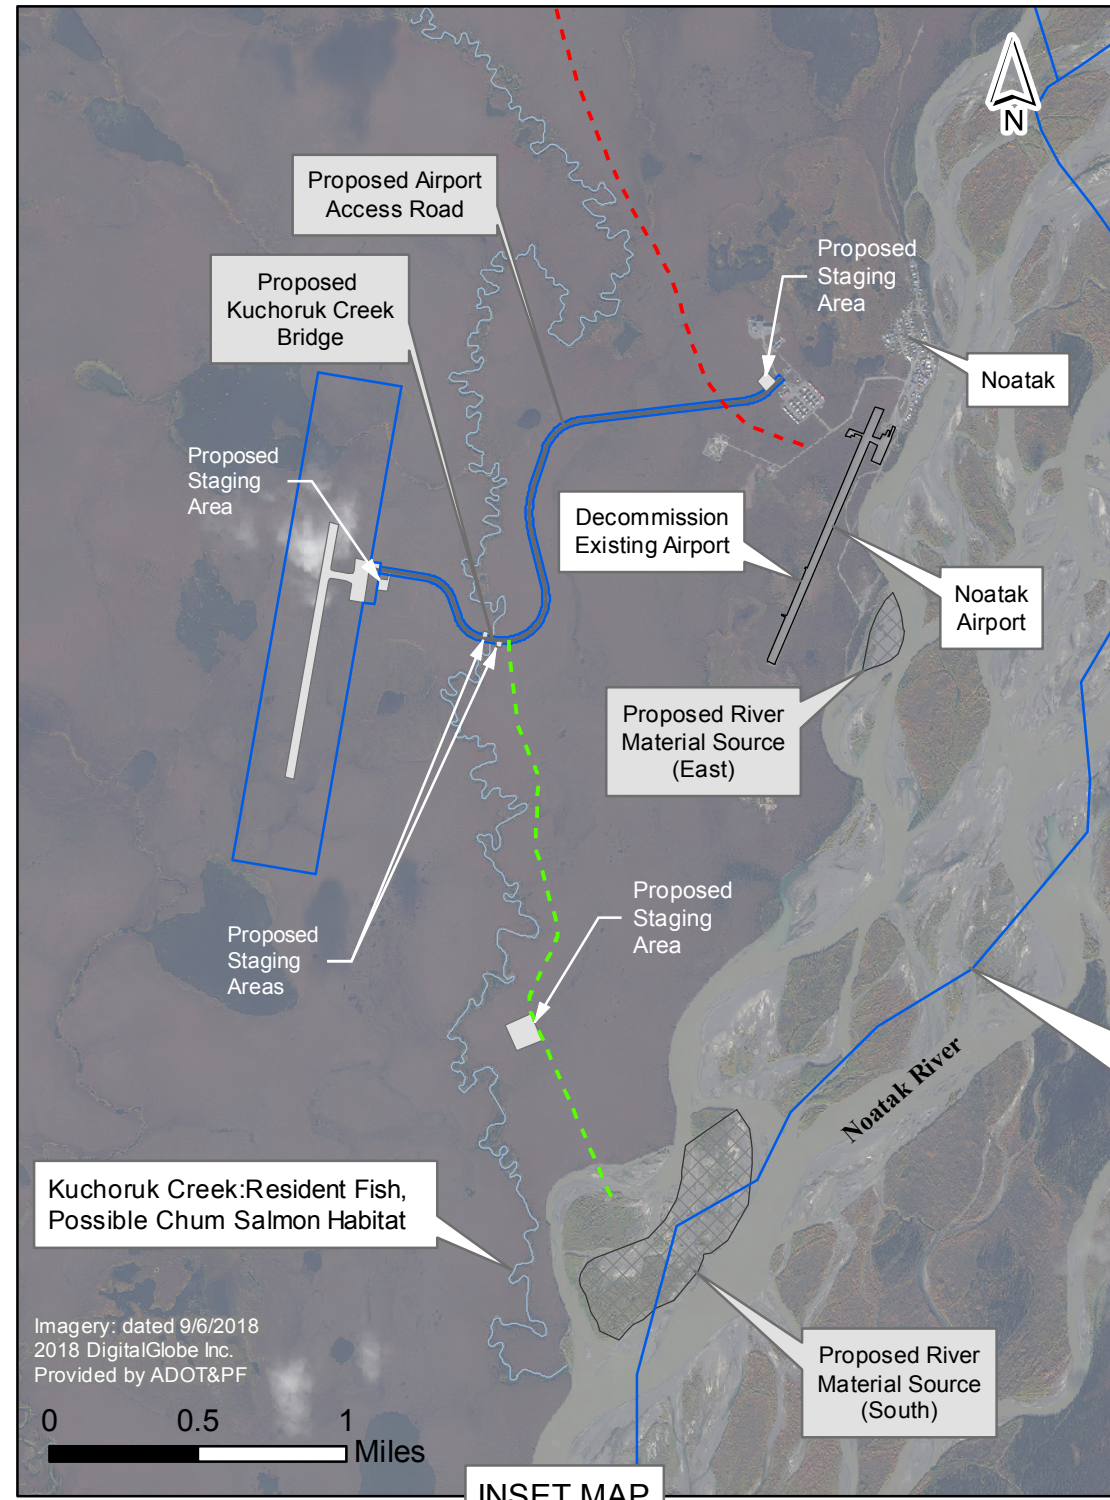 N
Proposed Airport
Access Road
Proposed
Staging
Area
Proposed
Kuchoruk Creek
Bridge
Noatak
Proposed
Staging
Area
Decommission
Existing Airport
Noatak
Airport
Proposed River
Material Source
(East)
Proposed
Staging
Area
Proposed
Staging
Areas
Noatak River
Kuchoruk Creek:Resident Fish,
Possible Chum Salmon Habitat
Imagery: dated 9/6/2018
2018 DigitalGlobe Inc.
Provided by ADOT&PF
Proposed River
Material Source
(South)
0 0.5 1
Miles
INSET MAP